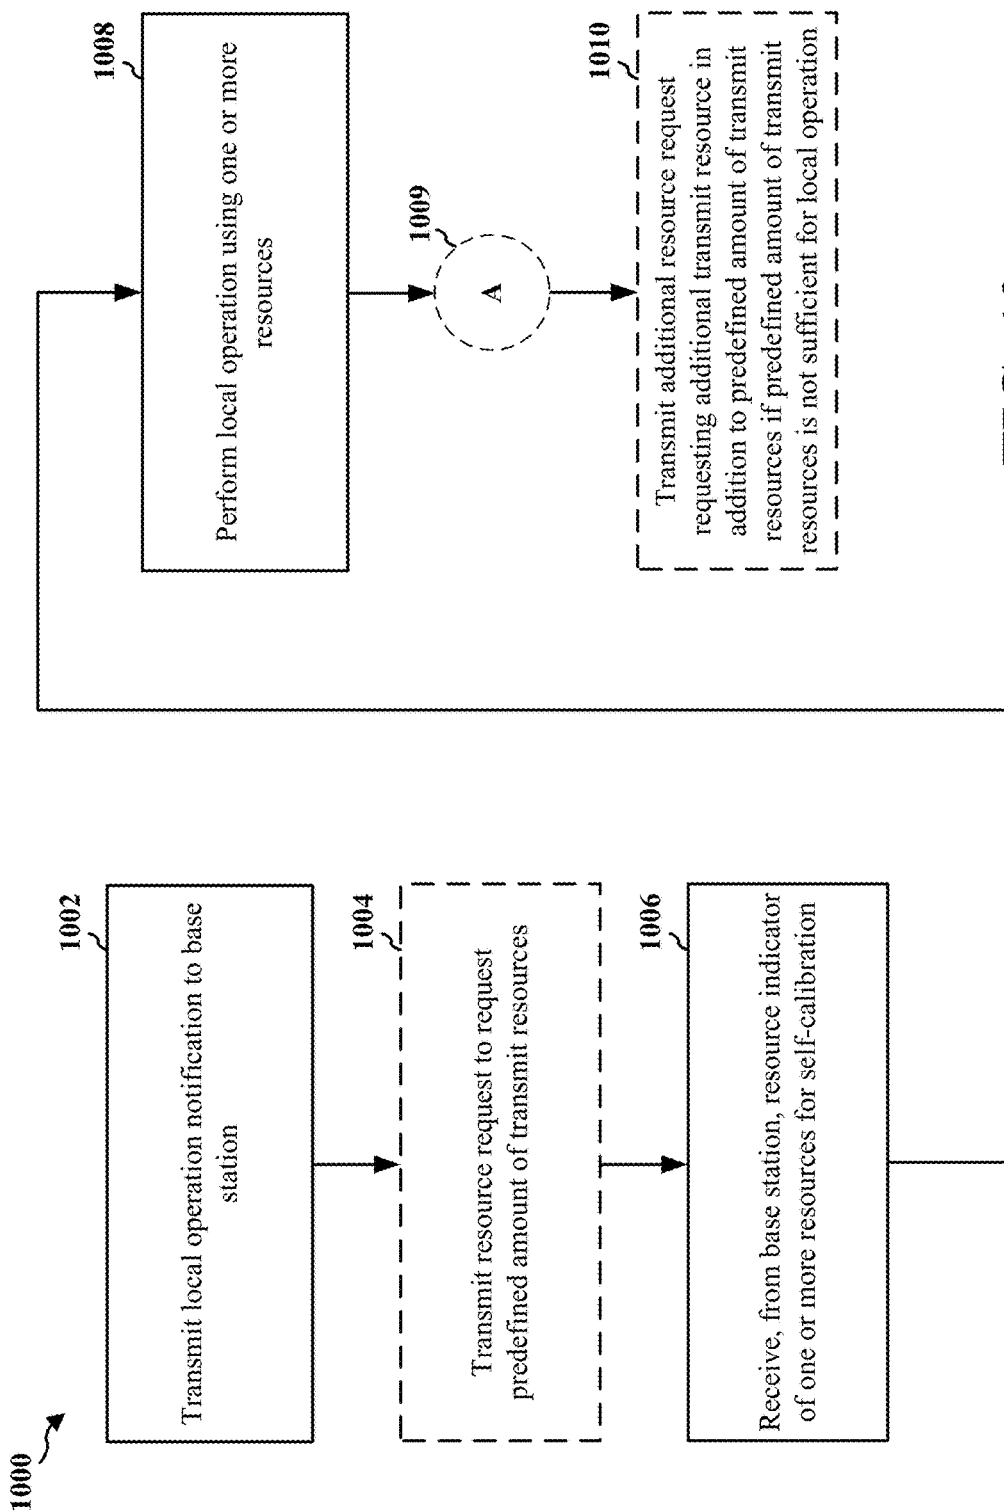 1000
1002
Transmit local operation notification to base
station
1004
Transmit resource request to request
predefined amount of transmit resources
1006
Receive, from base station, resource indicator
of one or more resources for self-calibration
1008
Perform local operation using one or more
resources
1009
A
1010
Transmit additional resource request
requesting additional transmit resource in
addition to predefined amount of transmit
resources if predefined amount of transmit
resources is not sufficient for local operation